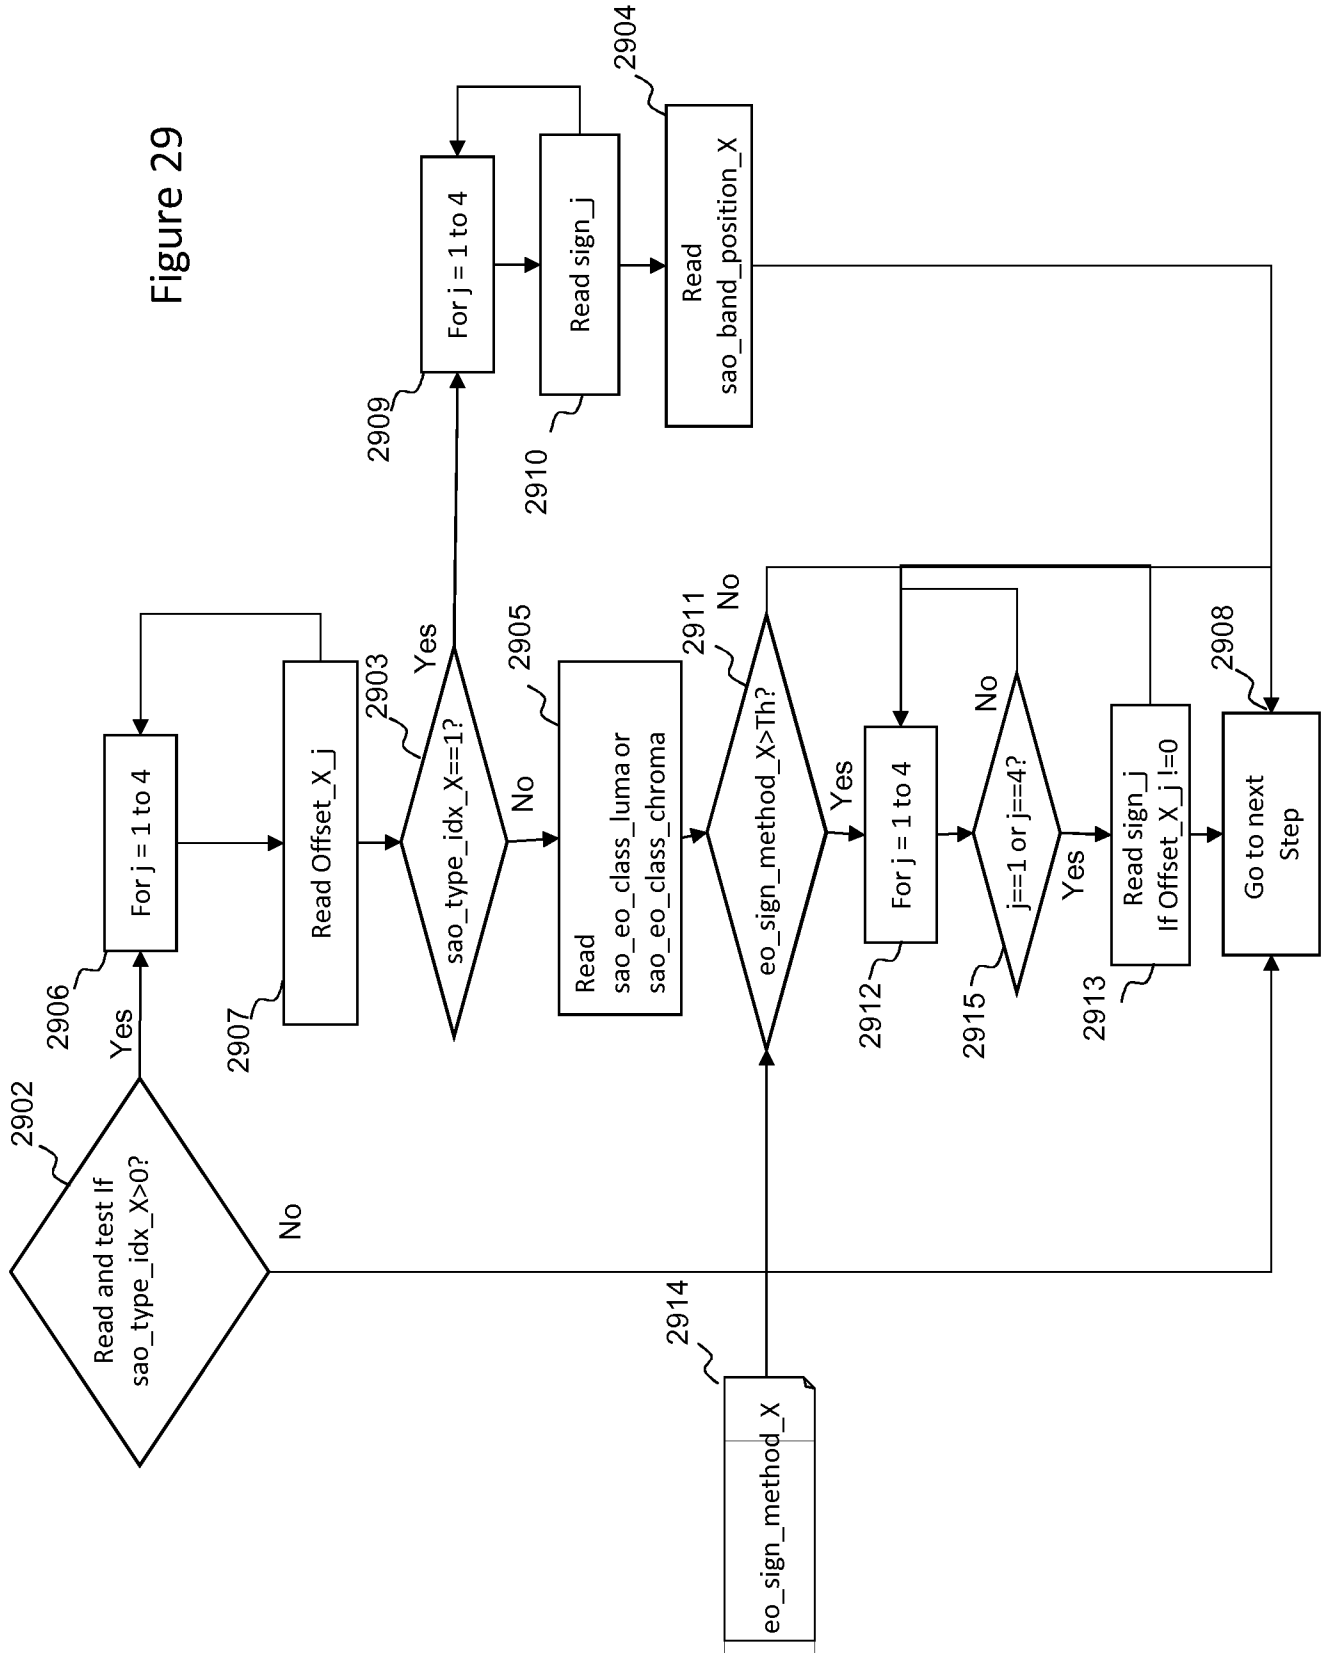 Figure 29
2902
Read and test If
sao_type_idx_X>0?
Yes
No
2906
For j = 1 to 4
2907
Read Offset_X_j
2903
sao_type_idx_X==1?
Yes
No
2909
For j = 1 to 4
2910
Read sign_j
2904
Read
sao_band_position_X
2905
Read
sao_eo_class_luma or
sao_eo_class_chroma
2914
eo_sign_method_X
2911
eo_sign_method_X>Th?
No
Yes
2912
For j = 1 to 4
2915
j==1 or j==4?
No
Yes
2913
Read sign_j
If Offset_X_j !=0
2908
Go to next
Step